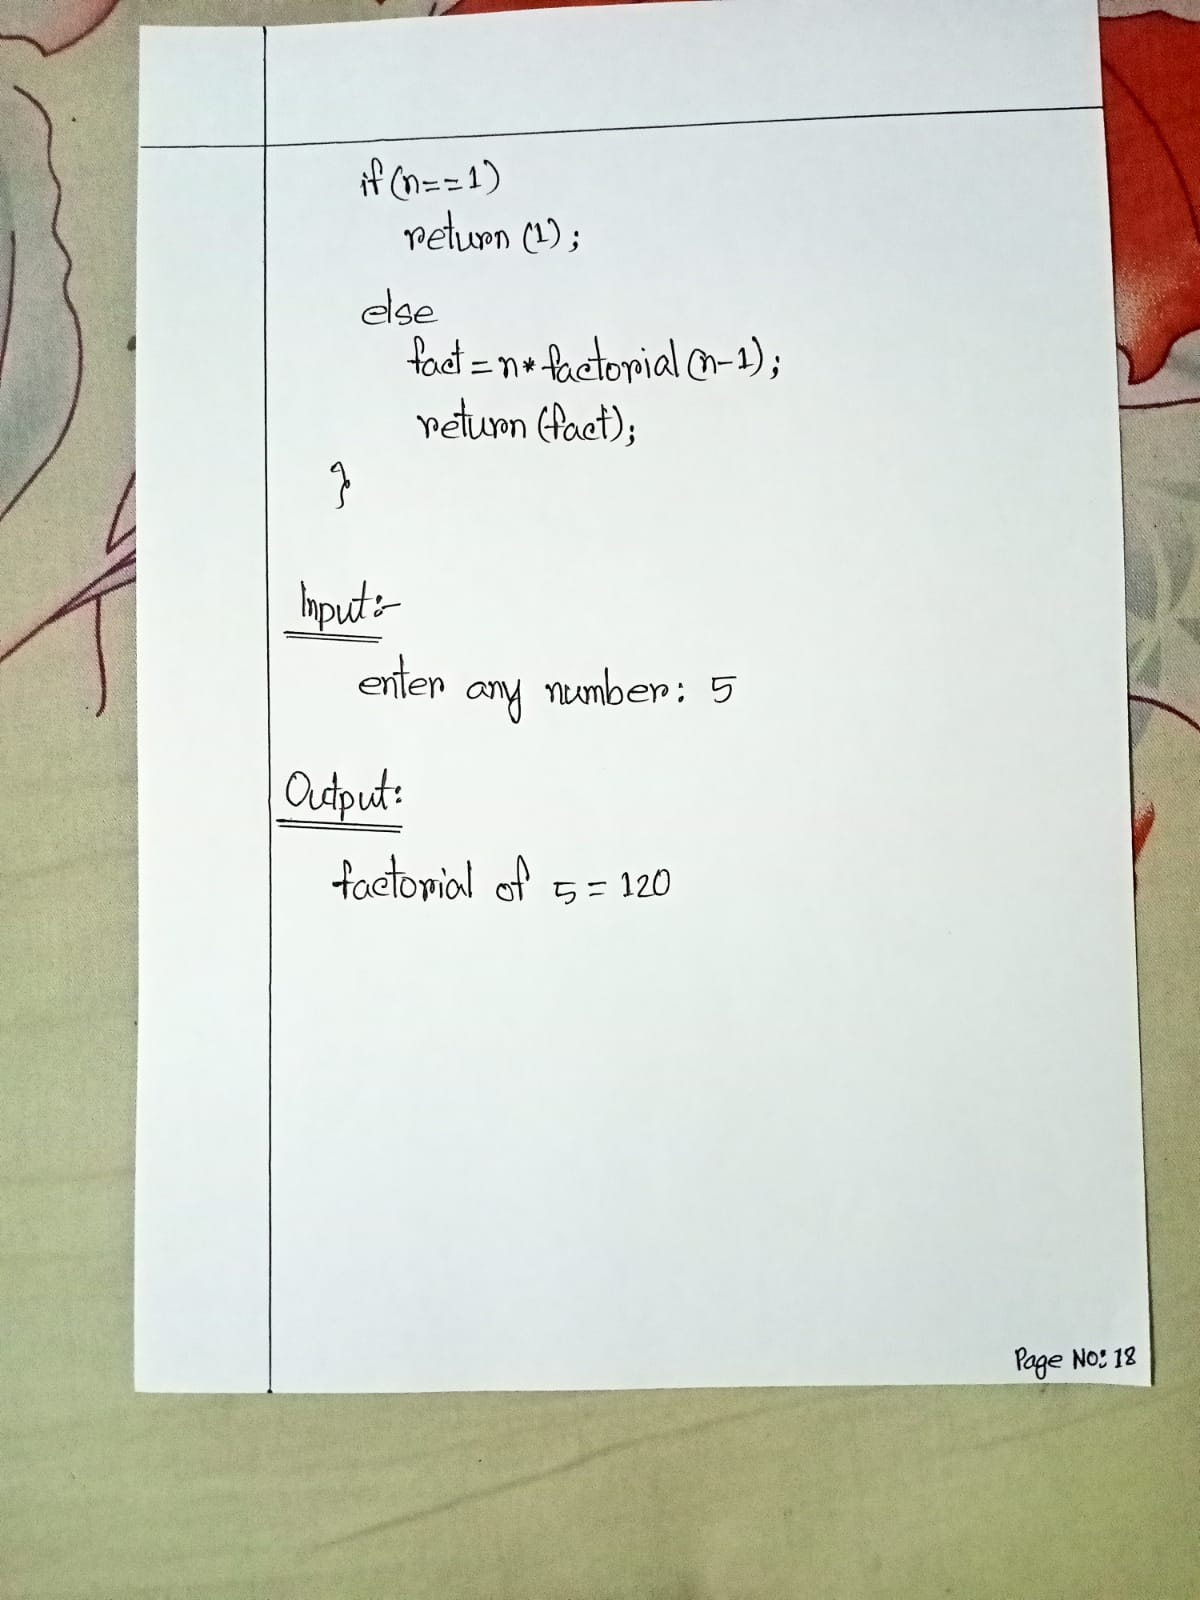 if (n==1)
return (1);
else
fact = n* factorial (n-1);
return (fact);
}
Input:-
enter any number: 5
Output:
factorial of 5 = 120
Page No: 18